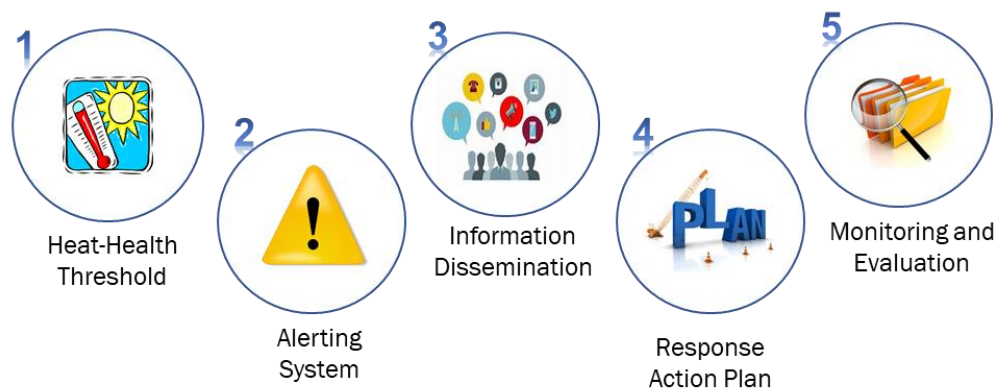 1
Heat-Health
Threshold
2
!
Alerting
System
3
Information
Dissemination
4
PLAN
Response
Action Plan
5
Monitoring and
Evaluation